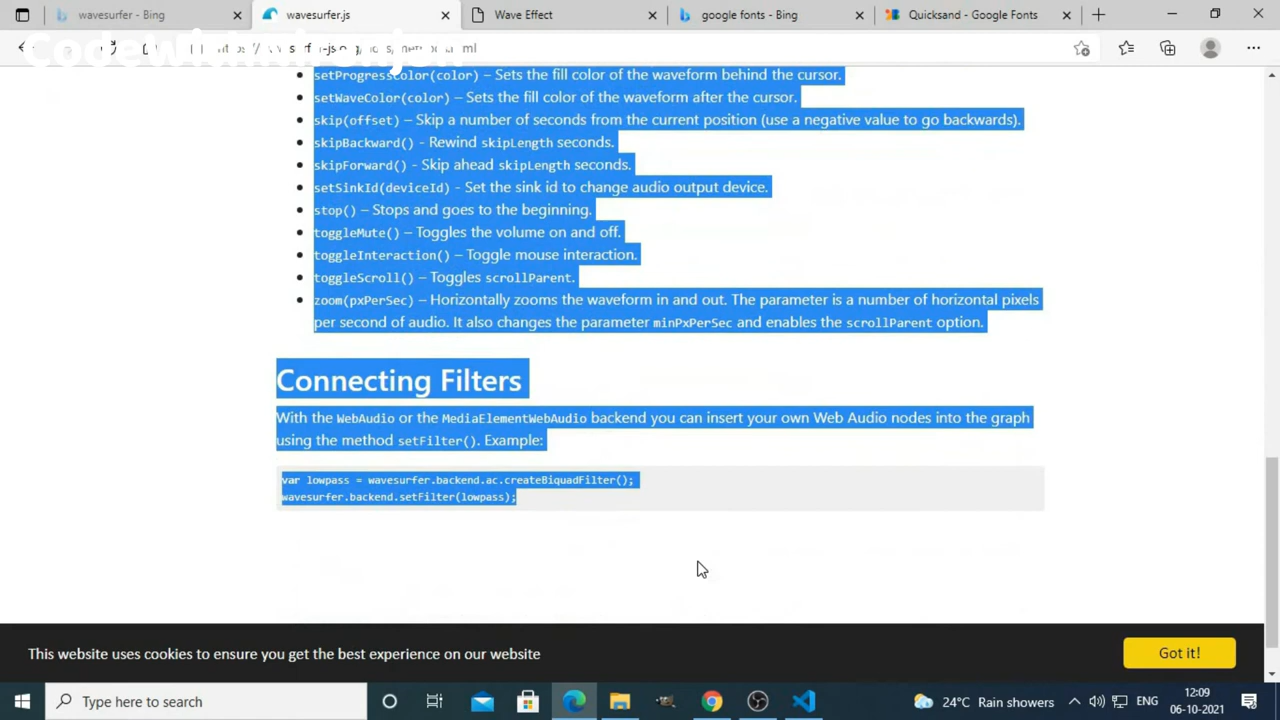 wavesurfer - Bing
wavesurfer.js
Wave Effect
google fonts - Bing
Quicksand - Google Fonts
setProgressColor(color) – Sets the fill color of the waveform behind the cursor.
setWaveColor(color) – Sets the fill color of the waveform after the cursor.
skip(offset) – Skip a number of seconds from the current position (use a negative value to go backwards).
skipBackward() - Rewind skipLength seconds.
skipForward() - Skip ahead skipLength seconds.
setSinkId(deviceId) - Set the sink id to change audio output device.
stop() – Stops and goes to the beginning.
toggleMute() – Toggles the volume on and off.
toggleInteraction() – Toggle mouse interaction.
toggleScroll() – Toggles scrollParent.
zoom(pxPerSec) – Horizontally zooms the waveform in and out. The parameter is a number of horizontal pixels
per second of audio. It also changes the parameter minPxPerSec and enables the scrollParent option.
Connecting Filters
With the WebAudio or the MediaElementWebAudio backend you can insert your own Web Audio nodes into the graph
using the method setFilter(). Example:
var lowpass = wavesurfer.backend.ac.createBiquadFilter();
wavesurfer.backend.setFilter(lowpass);
This website uses cookies to ensure you get the best experience on our website
Got it!
Type here to search
24°C Rain showers
ENG
12:09
06-10-2021